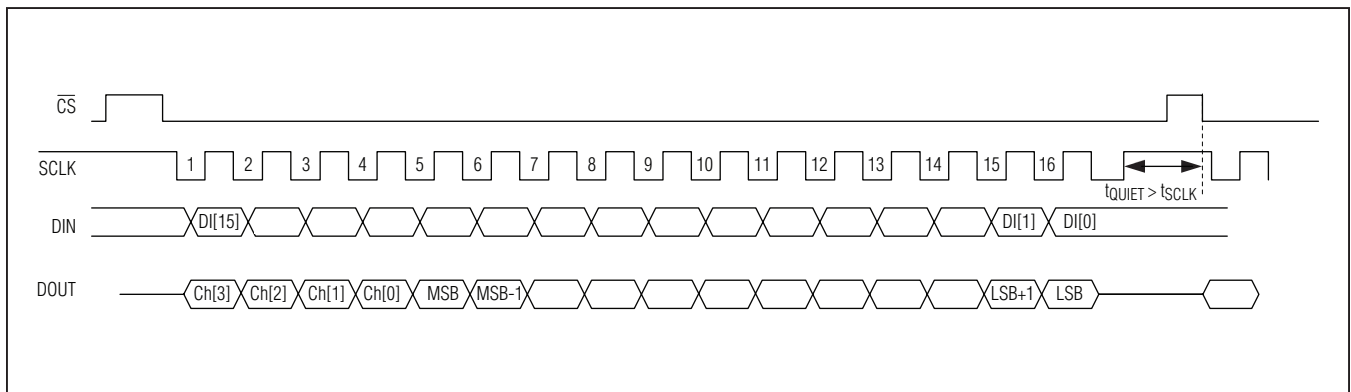 CS
SCLK 1 2 3 4 5 6 7 8 9 10 11 12 13 14 15 16
tQUIET > tSCLK
DIN DI[15] DI[1] DI[0]
DOUT Ch[3] Ch[2] Ch[1] Ch[0] MSB MSB-1 LSB+1 LSB